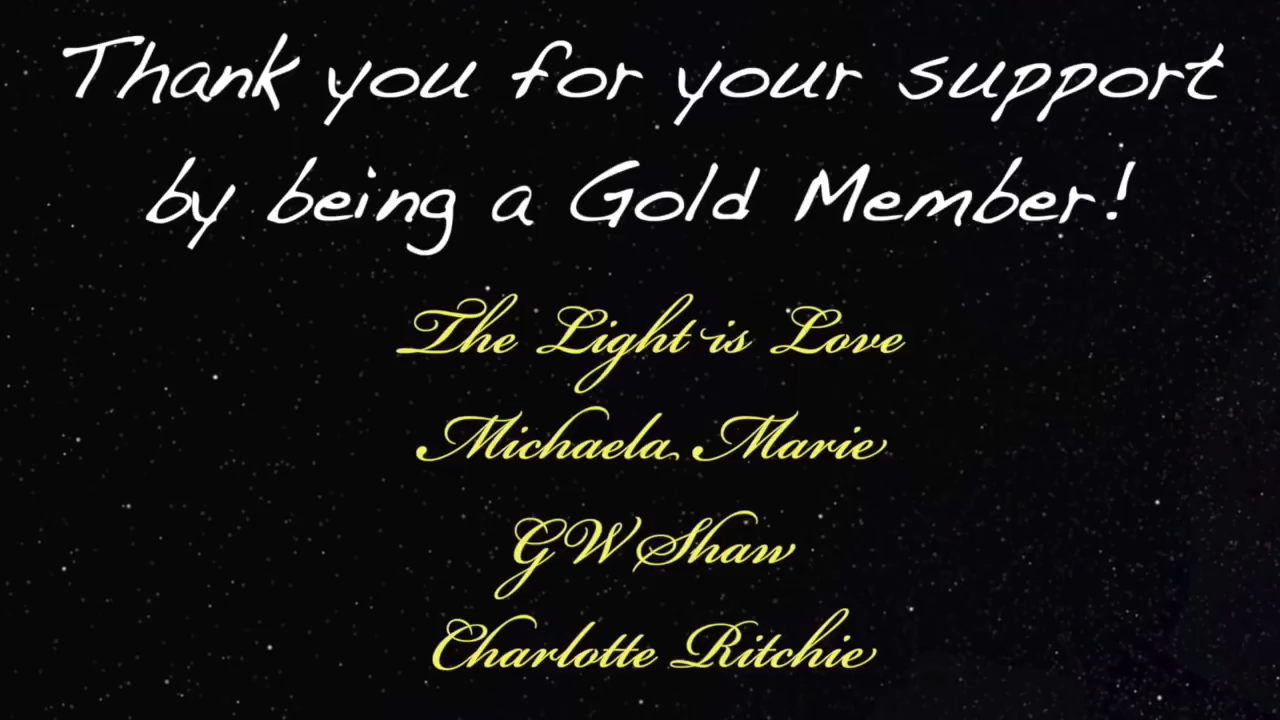 Thank you for your support
by being a Gold Member!
The Light is Love
Michaela Marie
GW Shaw
Charlotte Ritchie